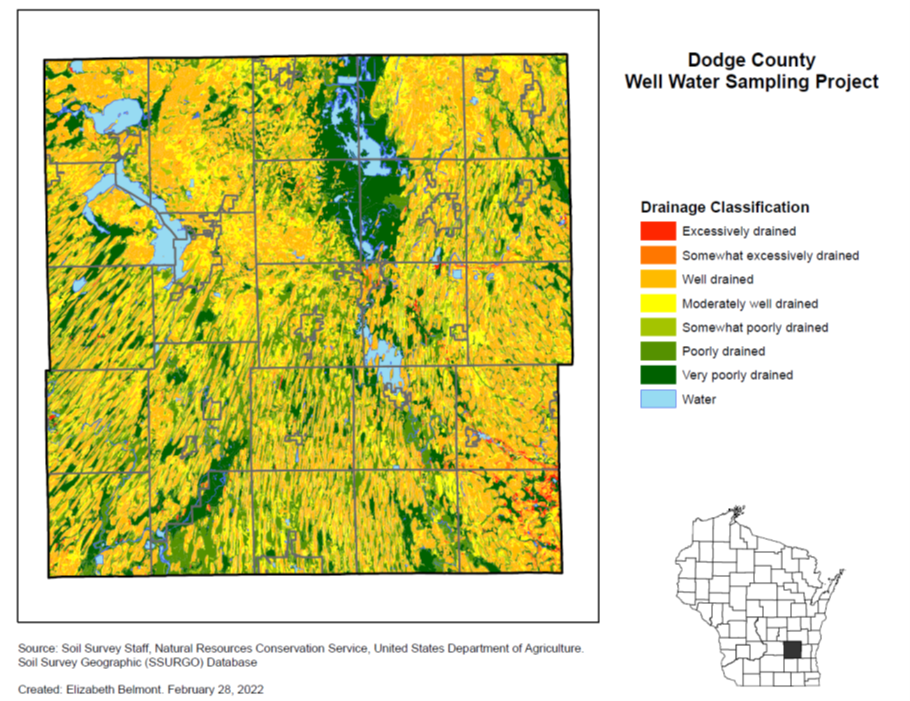 Dodge County
Well Water Sampling Project
Drainage Classification
Excessively drained
Somewhat excessively drained
Well drained
Moderately well drained
Somewhat poorly drained
Poorly drained
Very poorly drained
Water
Source: Soil Survey Staff, Natural Resources Conservation Service, United States Department of Agriculture.
Soil Survey Geographic (SSURGO) Database
Created: Elizabeth Belmont. February 28, 2022